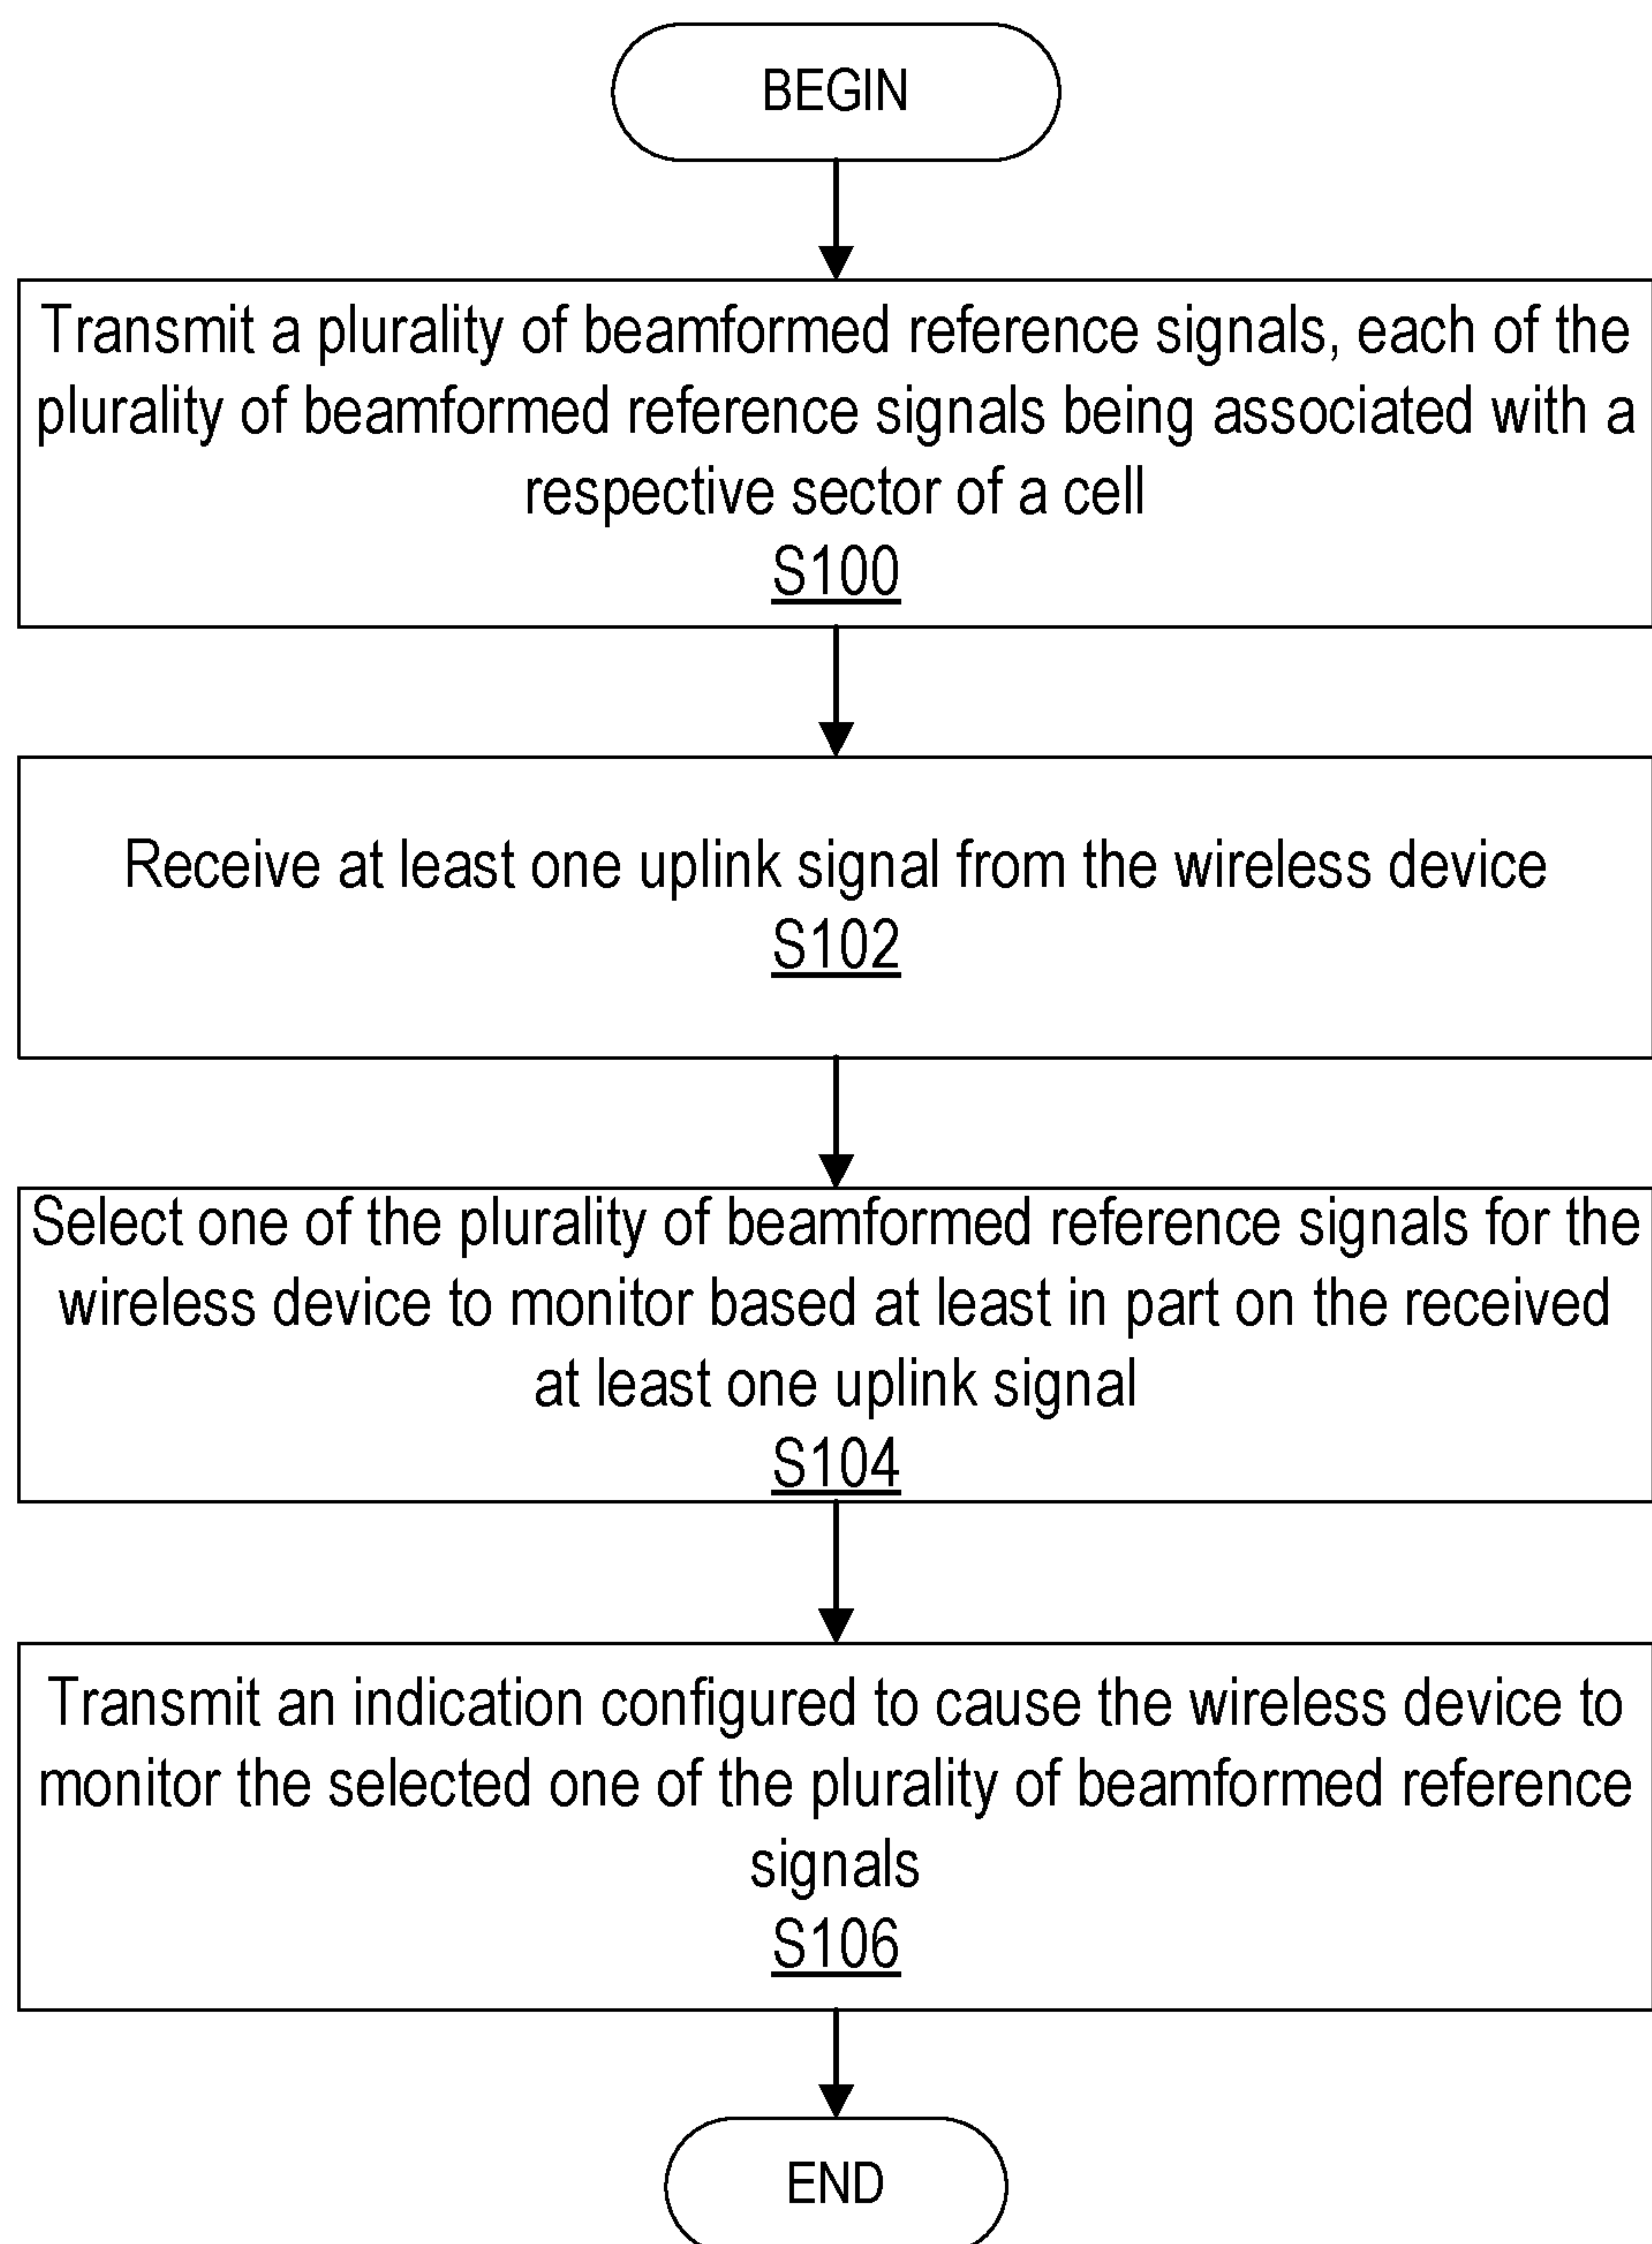 BEGIN
Transmit a plurality of beamformed reference signals, each of the
plurality of beamformed reference signals being associated with a
respective sector of a cell
S100
Receive at least one uplink signal from the wireless device
S102
Select one of the plurality of beamformed reference signals for the
wireless device to monitor based at least in part on the received
at least one uplink signal
S104
Transmit an indication configured to cause the wireless device to
monitor the selected one of the plurality of beamformed reference
signals
S106
END